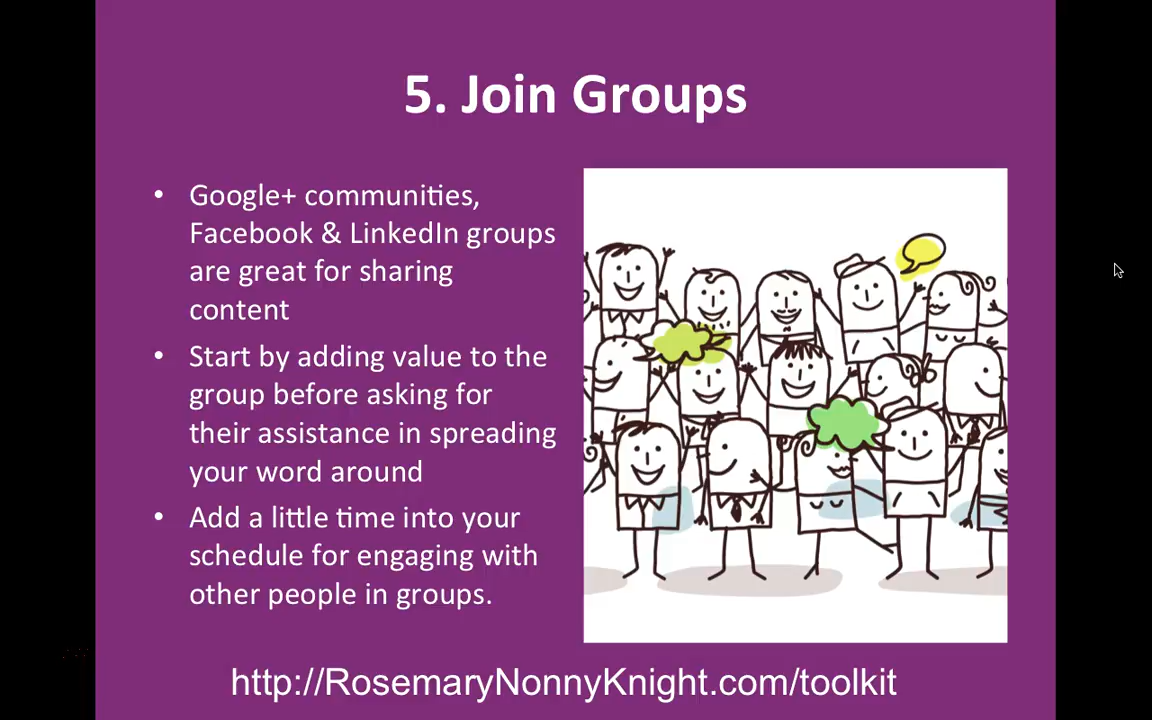 5. Join Groups
• Google+ communities,
Facebook & LinkedIn groups
are great for sharing
content
• Start by adding value to the
group before asking for
their assistance in spreading
your word around
• Add a little time into your
schedule for engaging with
other people in groups.
http://RosemaryNonnyKnight.com/toolkit